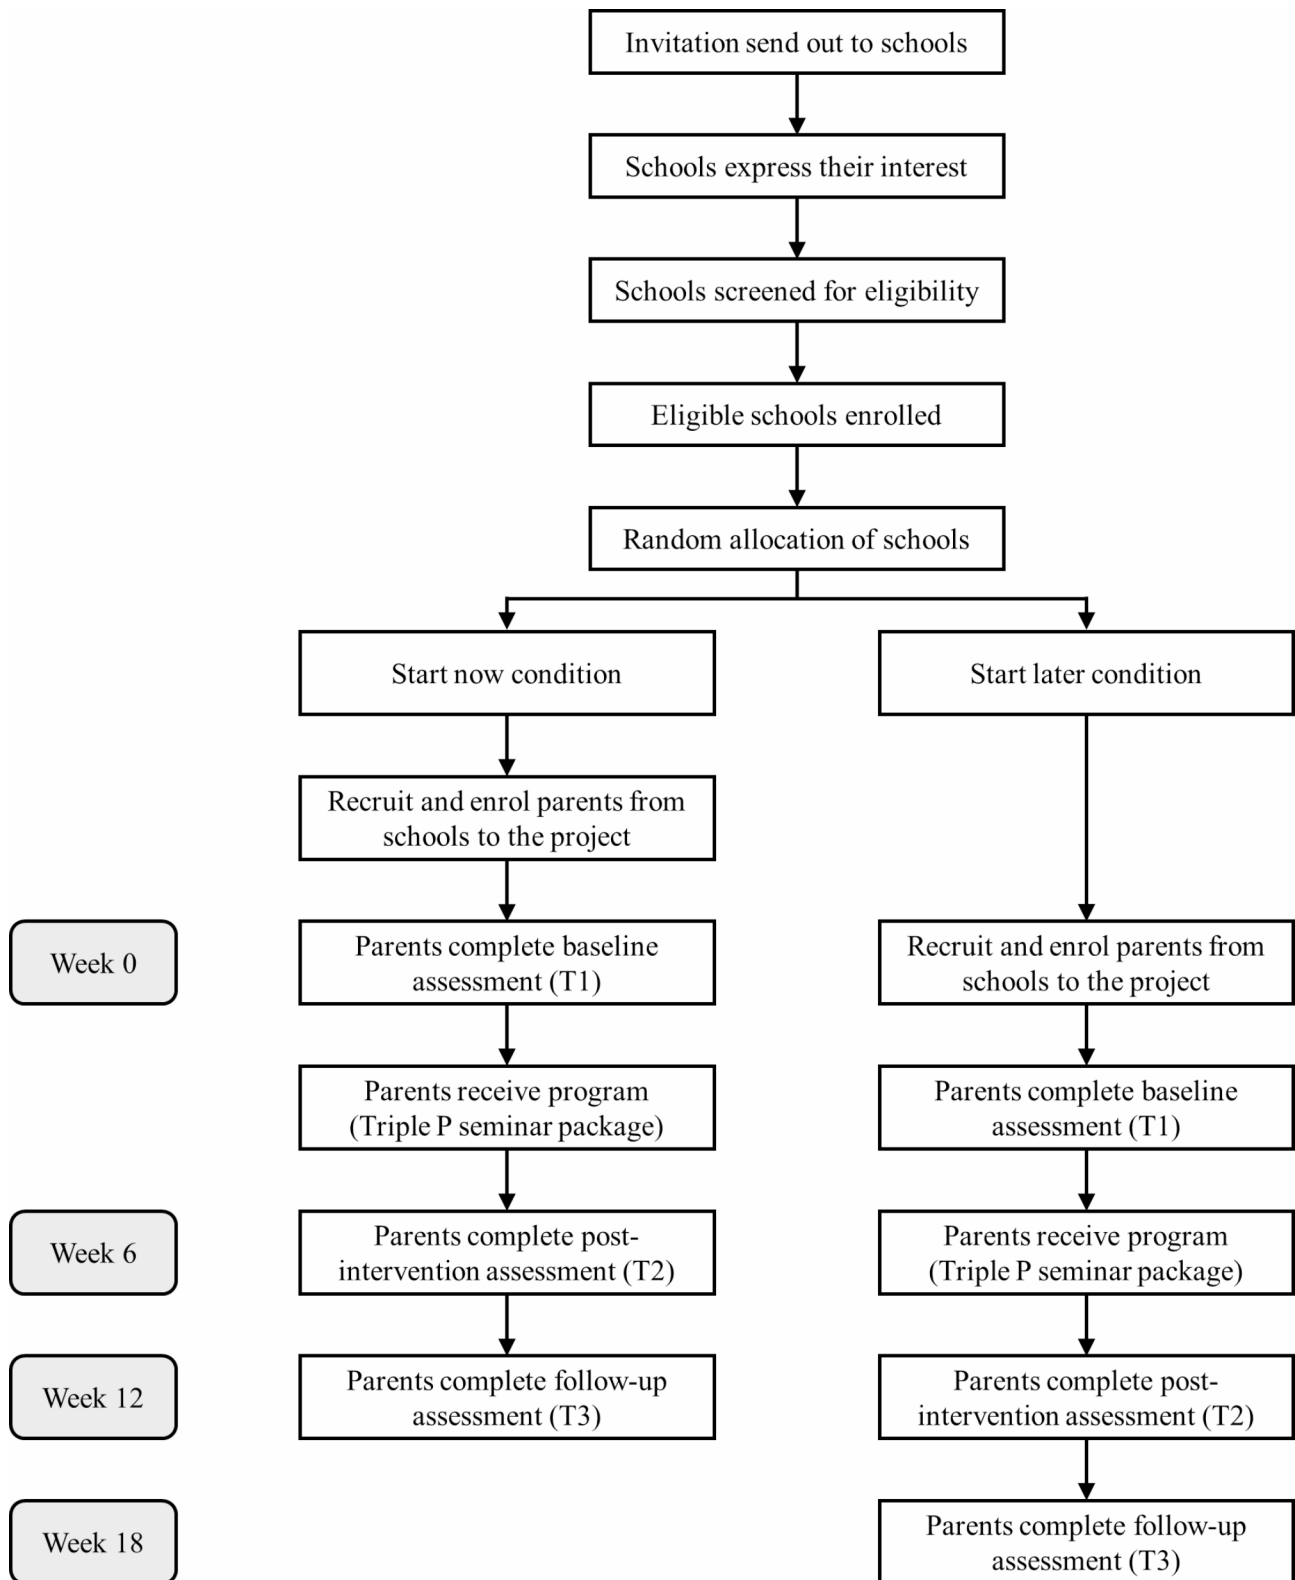 Invitation send out to schools
Schools express their interest
Schools screened for eligibility
Eligible schools enrolled
Random allocation of schools
Start now condition
Start later condition
Recruit and enrol parents from
schools to the project
Week 0
Parents complete baseline
assessment (T1)
Recruit and enrol parents from
schools to the project
Parents receive program
(Triple P seminar package)
Parents complete baseline
assessment (T1)
Week 6
Parents complete post-
intervention assessment (T2)
Parents receive program
(Triple P seminar package)
Week 12
Parents complete follow-up
assessment (T3)
Parents complete post-
intervention assessment (T2)
Week 18
Parents complete follow-up
assessment (T3)